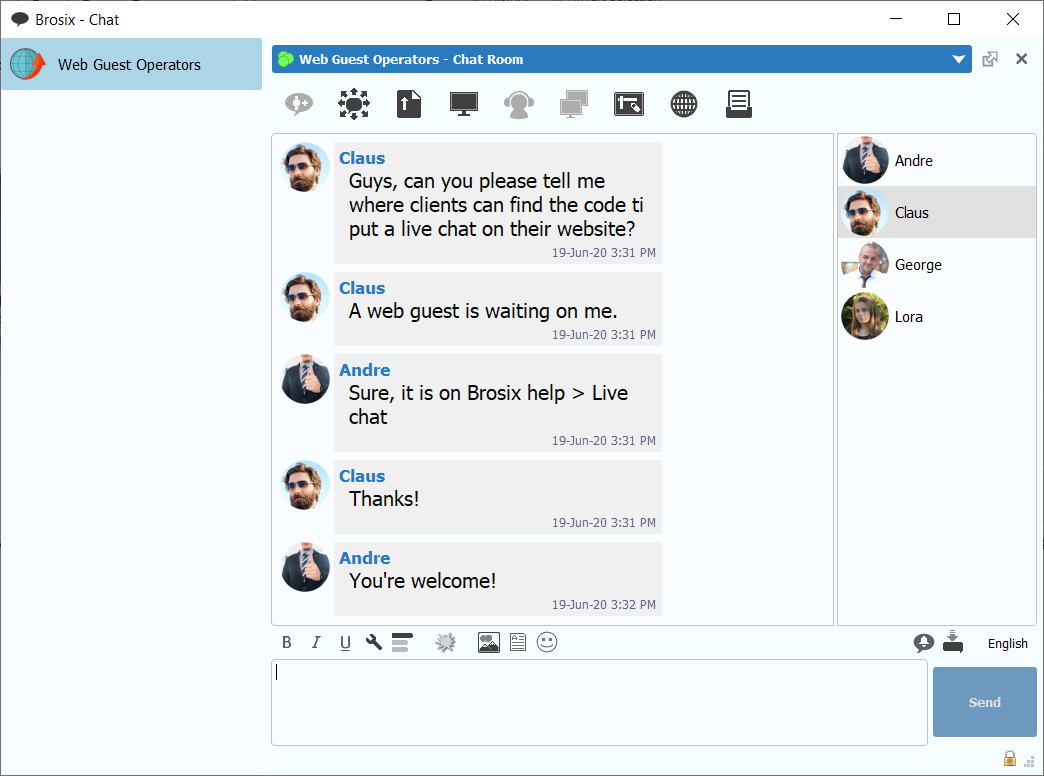 Brosix - Chat
Web Guest Operators
Web Guest Operators - Chat Room
Claus
Guys, can you please tell me
where clients can find the code ti
put a live chat on their website?
19-Jun-20 3:31 PM
Claus
A web guest is waiting on me.
19-Jun-20 3:31 PM
Andre
Sure, it is on Brosix help > Live
chat
19-Jun-20 3:31 PM
Claus
Thanks!
19-Jun-20 3:31 PM
Andre
You're welcome!
19-Jun-20 3:32 PM
Andre
Claus
George
Lora
B I U
English
Send